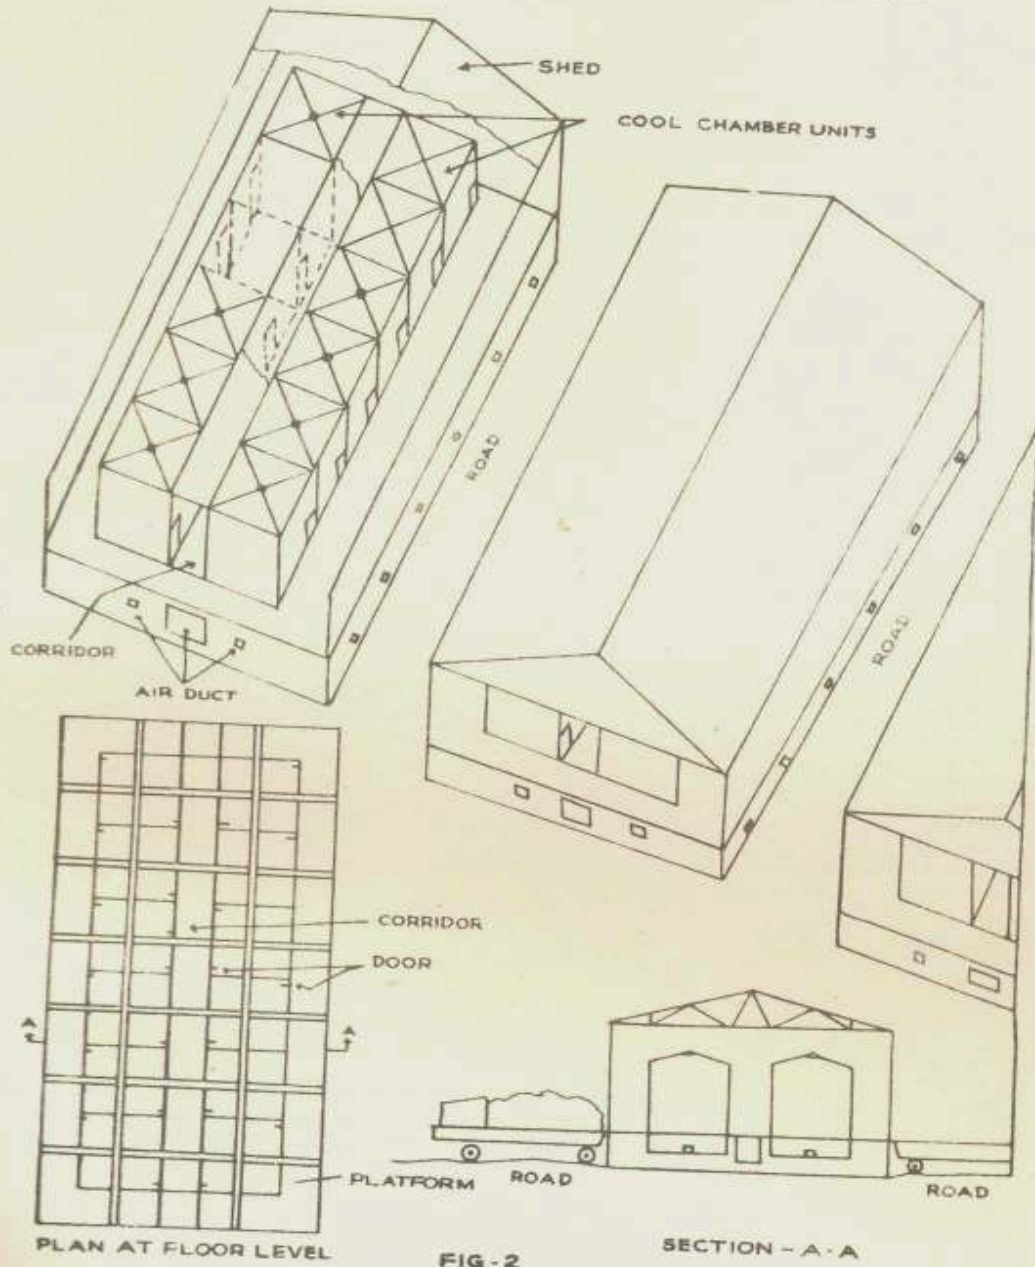 SHED
COOL CHAMBER UNITS
ROAD
ROAD
CORRIDOR
AIR DUCT
CORRIDOR
DOOR
A
A
PLATFORM
ROAD
ROAD
PLAN AT FLOOR LEVEL
FIG-2
SECTION-A-A